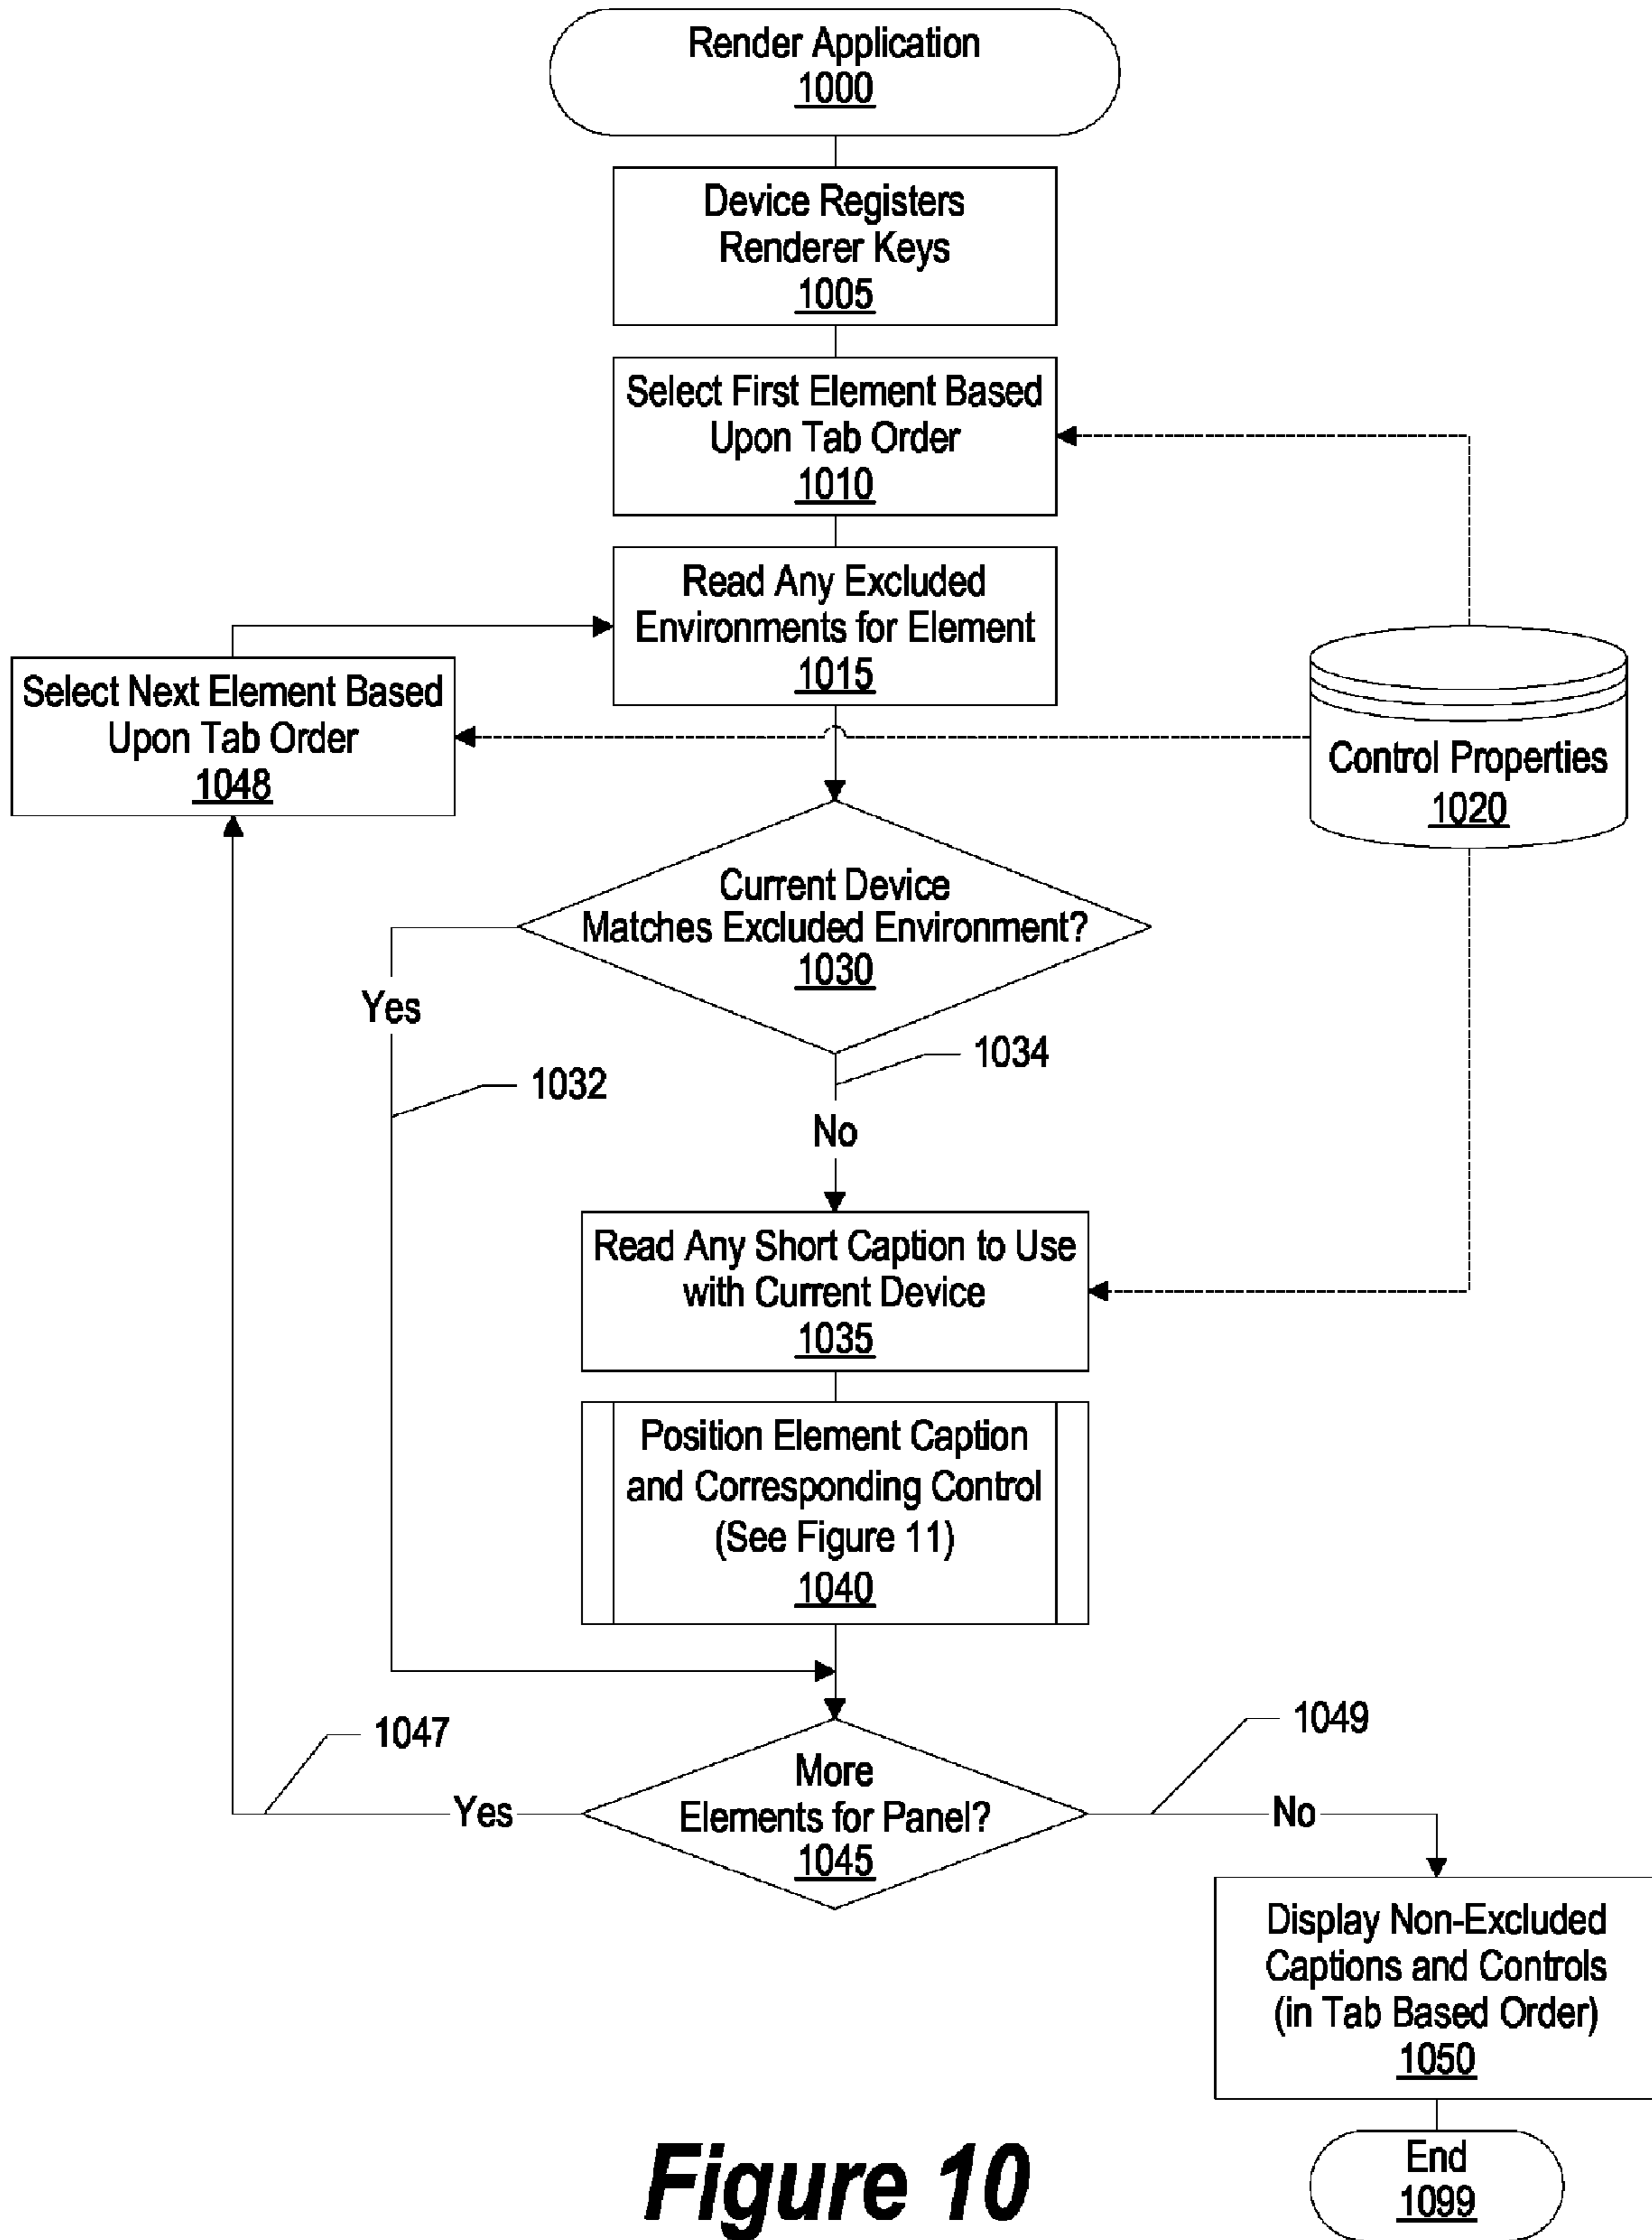 Render Application
1000
Device Registers
Renderer Keys
1005
Select First Element Based
Upon Tab Order
1010
Read Any Excluded
Environments for Element
1015
Select Next Element Based
Upon Tab Order
1048
Control Properties
1020
Current Device
Matches Excluded Environment?
1030
Yes
1034
1032
No
Read Any Short Caption to Use
with Current Device
1035
Position Element Caption
and Corresponding Control
(See Figure 11)
1040
1047
1049
More
Elements for Panel?
1045
Yes
No
Display Non-Excluded
Captions and Controls
(in Tab Based Order)
1050
End
1099
Figure 10